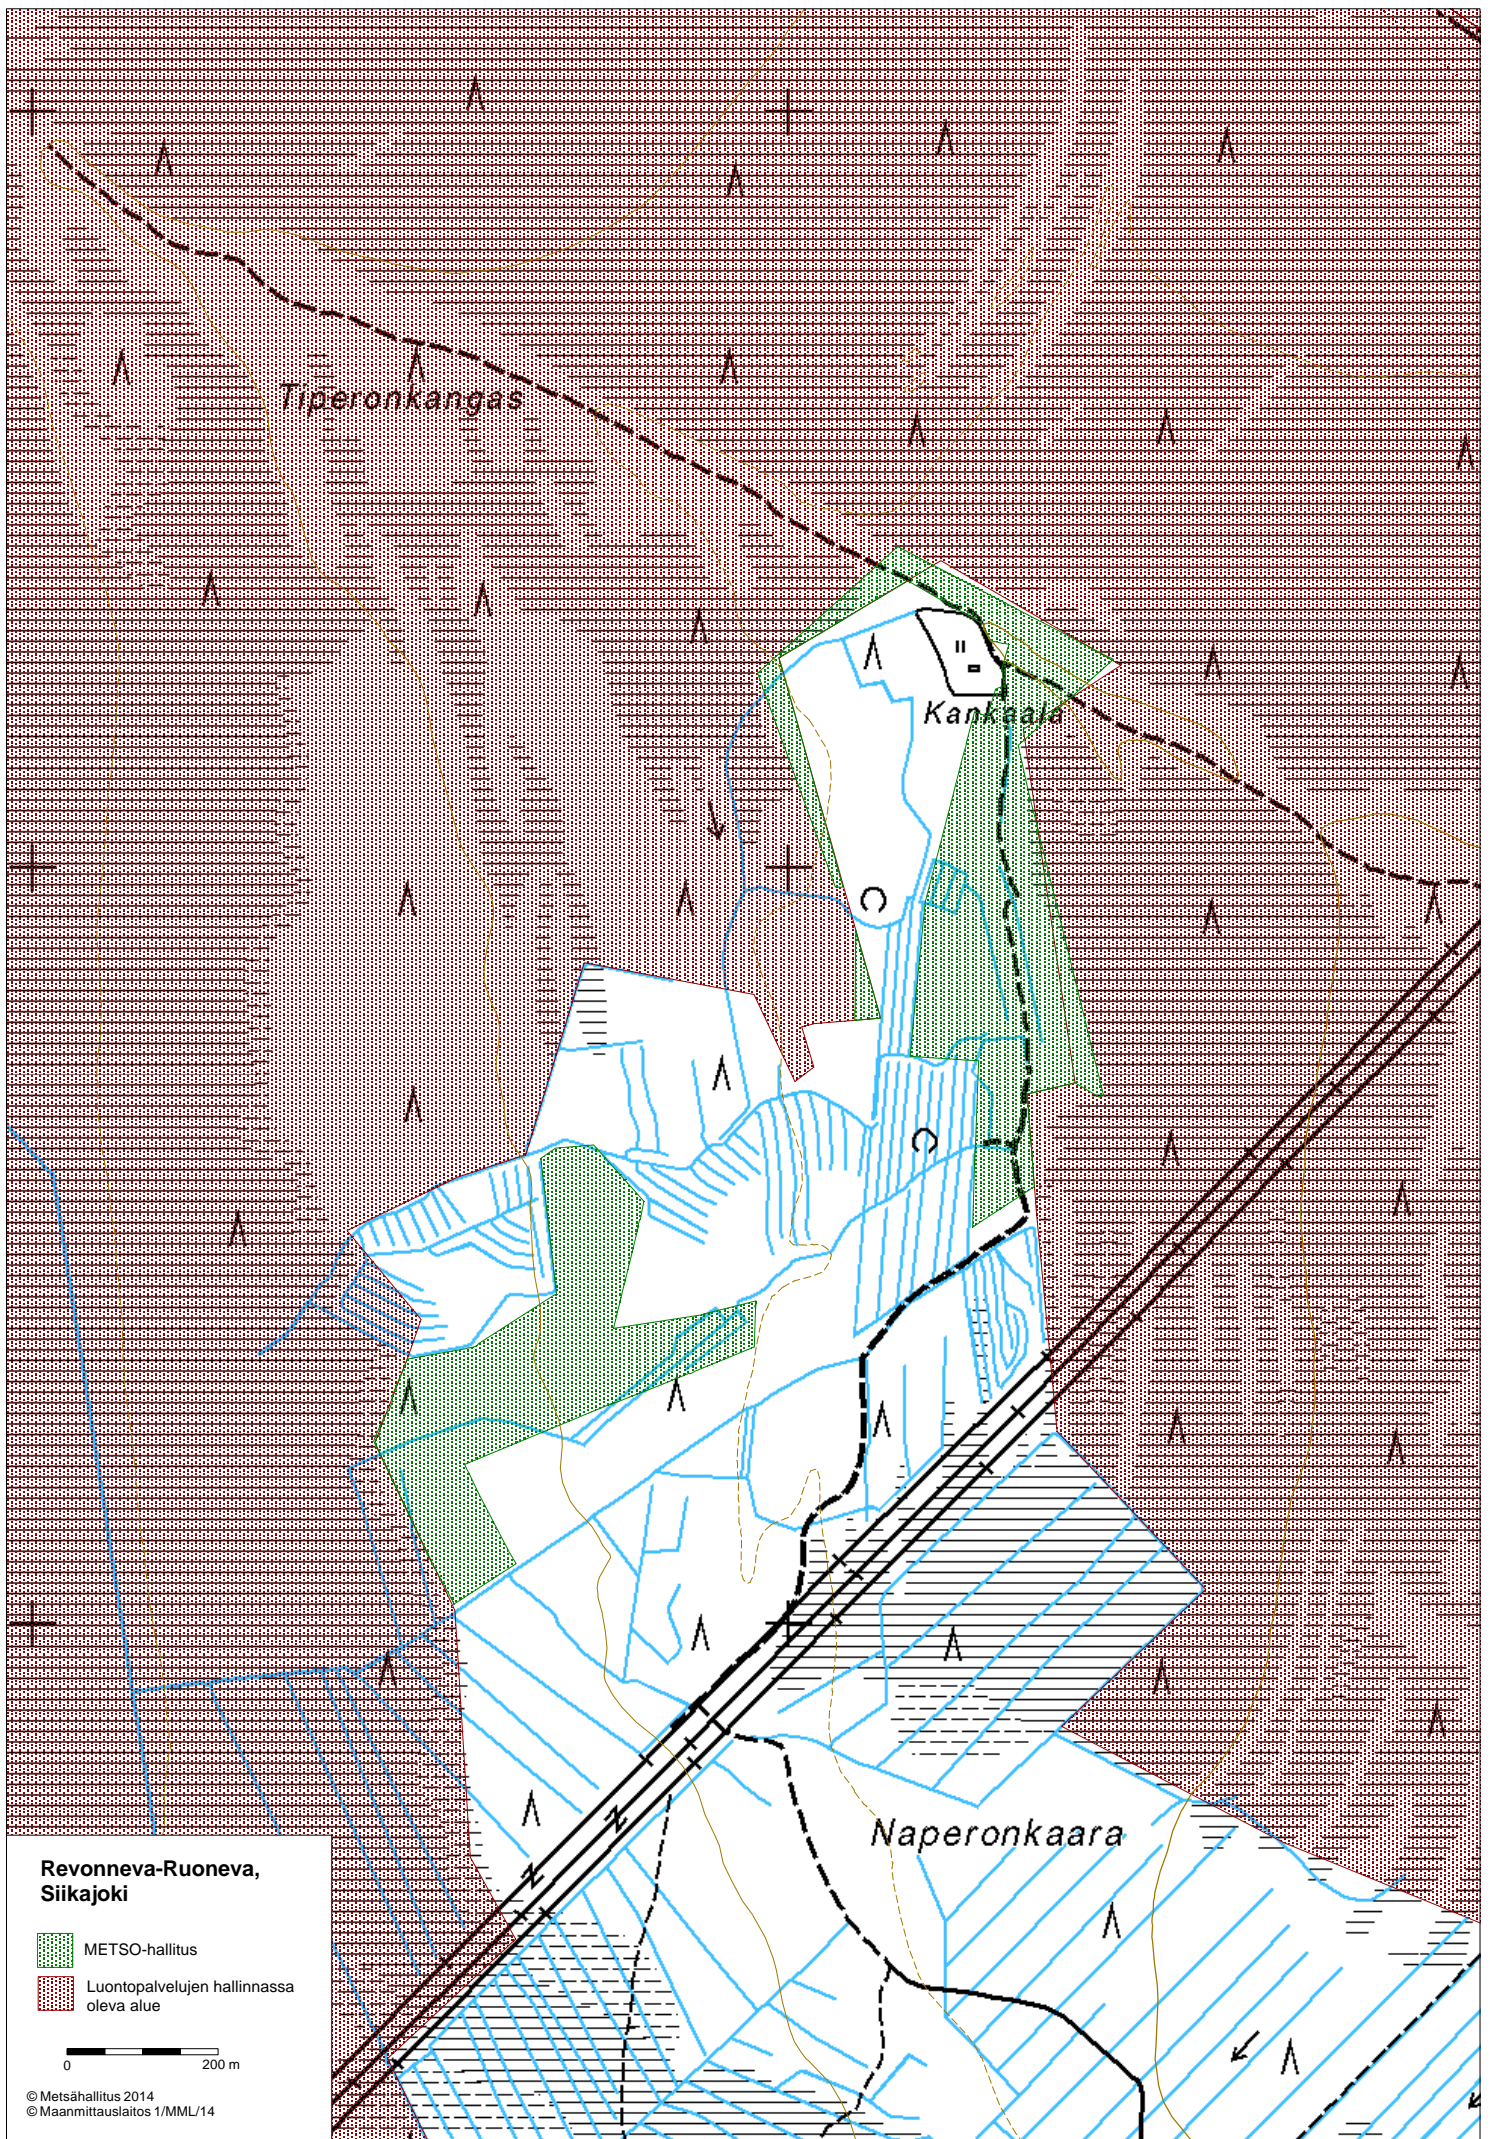 Tiperonkangas
Kankaala
Naperonkaara
Revonneva-Ruoneva,
Siikajoki
METSO-hallitus
Luontopalvelujen hallinnassa
oleva alue
0 200 m
© Metsähallitus 2014
© Maanmittauslaitos 1/MML/14